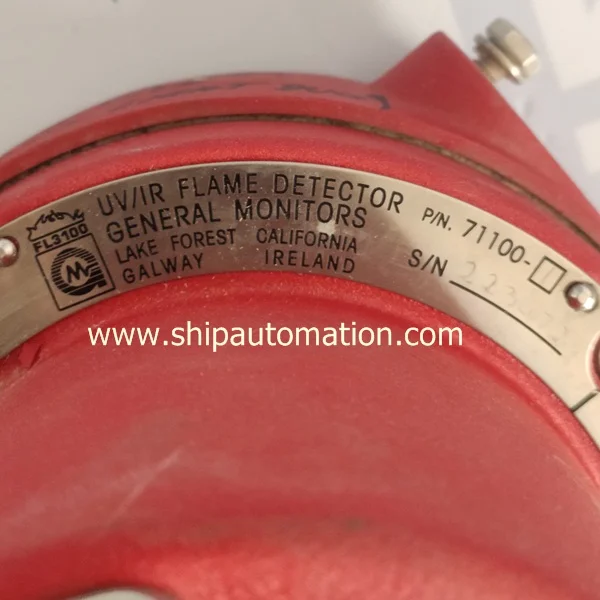 FL3100
UV/IR FLAME DETECTOR
GENERAL MONITORS
LAKE FOREST CALIFORNIA
GALWAY IRELAND
P/N. 71100-
S/N
www.shipautomation.com